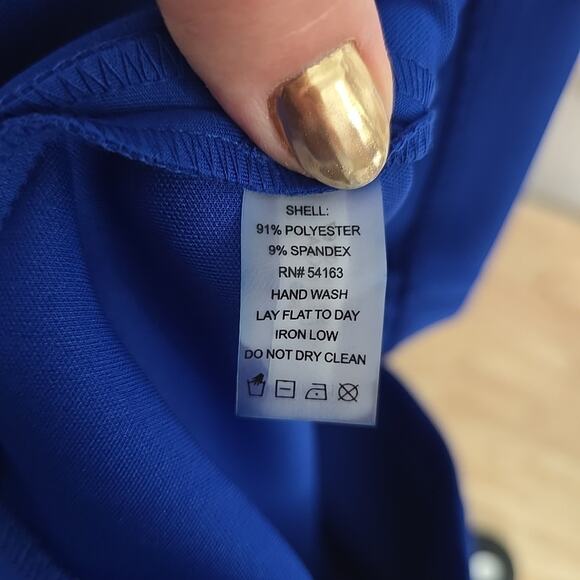 SHELL:
91% POLYESTER
9% SPANDEX
RN# 54163
HAND WASH
LAY FLAT TO DAY
IRON LOW
DO NOT DRY CLEAN